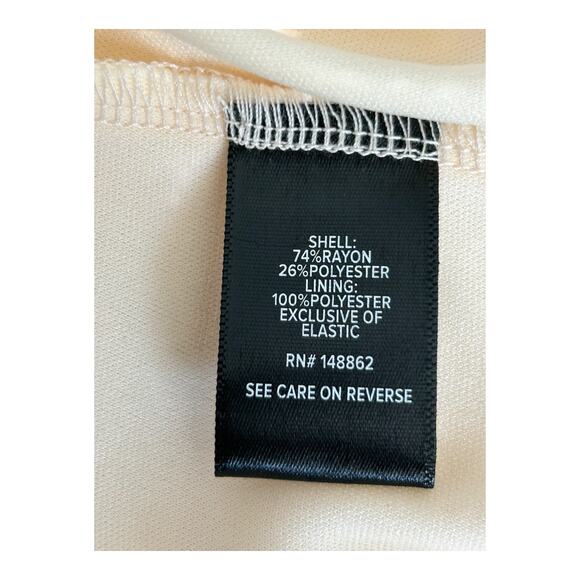 SHELL:
74%RAYON
26%POLYESTER
LINING:
100%POLYESTER
EXCLUSIVE OF
ELASTIC
RN# 148862
SEE CARE ON REVERSE